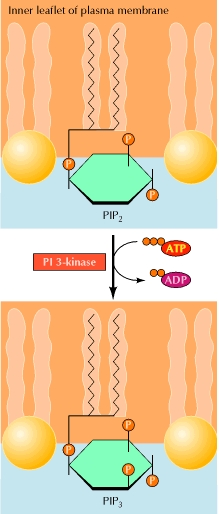 Inner leaflet of plasma membrane
P
P
P
PIP2
PI 3-kinase
ATP
ADP
P
P
P
P
PIP3